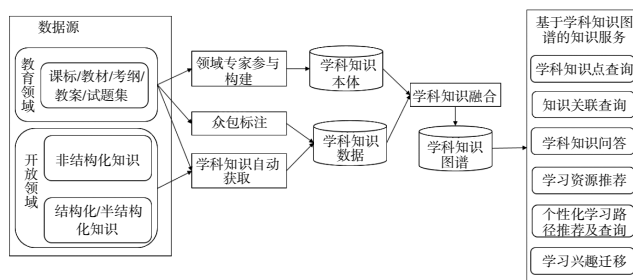 数据源
教育领域
课标/教材/考纲/
教案/试题集
开放领域
非结构化知识
结构化/半结构
化知识
领域专家参与
构建
众包标注
学科知识自动
获取
学科知识
本体
学科知识
数据
学科知识融合
学科知识
图谱
基于学科知识图
谱的知识服务
学科知识点查询
知识关联查询
学科知识问答
学习资源推荐
个性化学习路
径推荐及查询
学习兴趣迁移